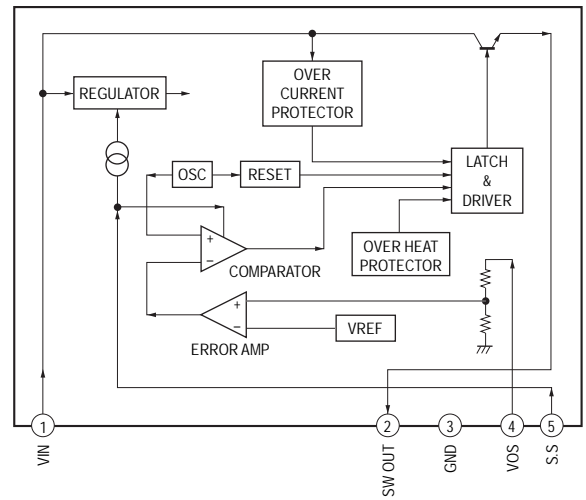 OVER
CURRENT
PROTECTOR
REGULATOR
OSC
RESET
LATCH
&
DRIVER
+
−
COMPARATOR
OVER HEAT
PROTECTOR
+
−
VREF
ERROR AMP
1
2
3
4
5
VIN
SW OUT
GND
VOS
S.S